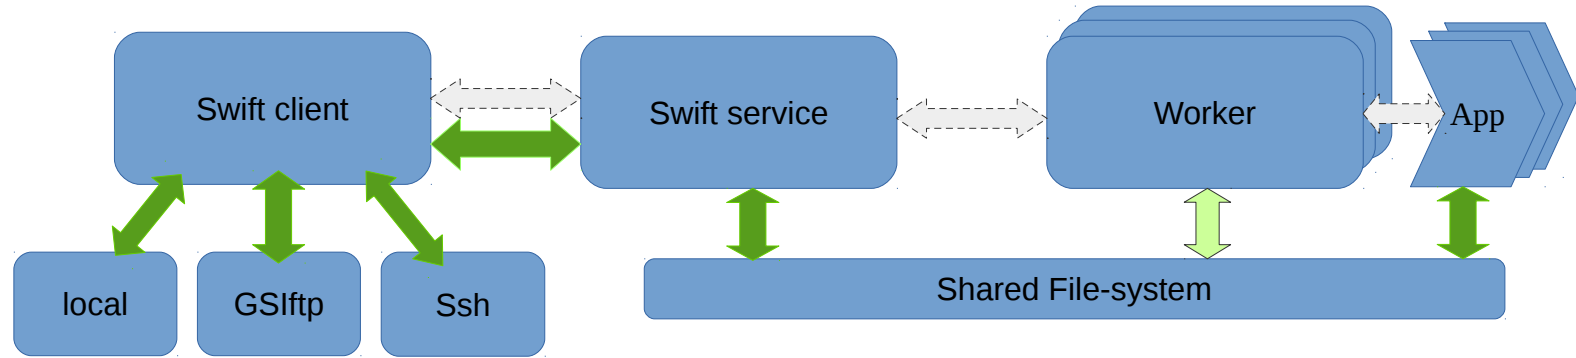 Swift client
Swift service
Worker
App
local
GSIftp
Ssh
Shared File-system